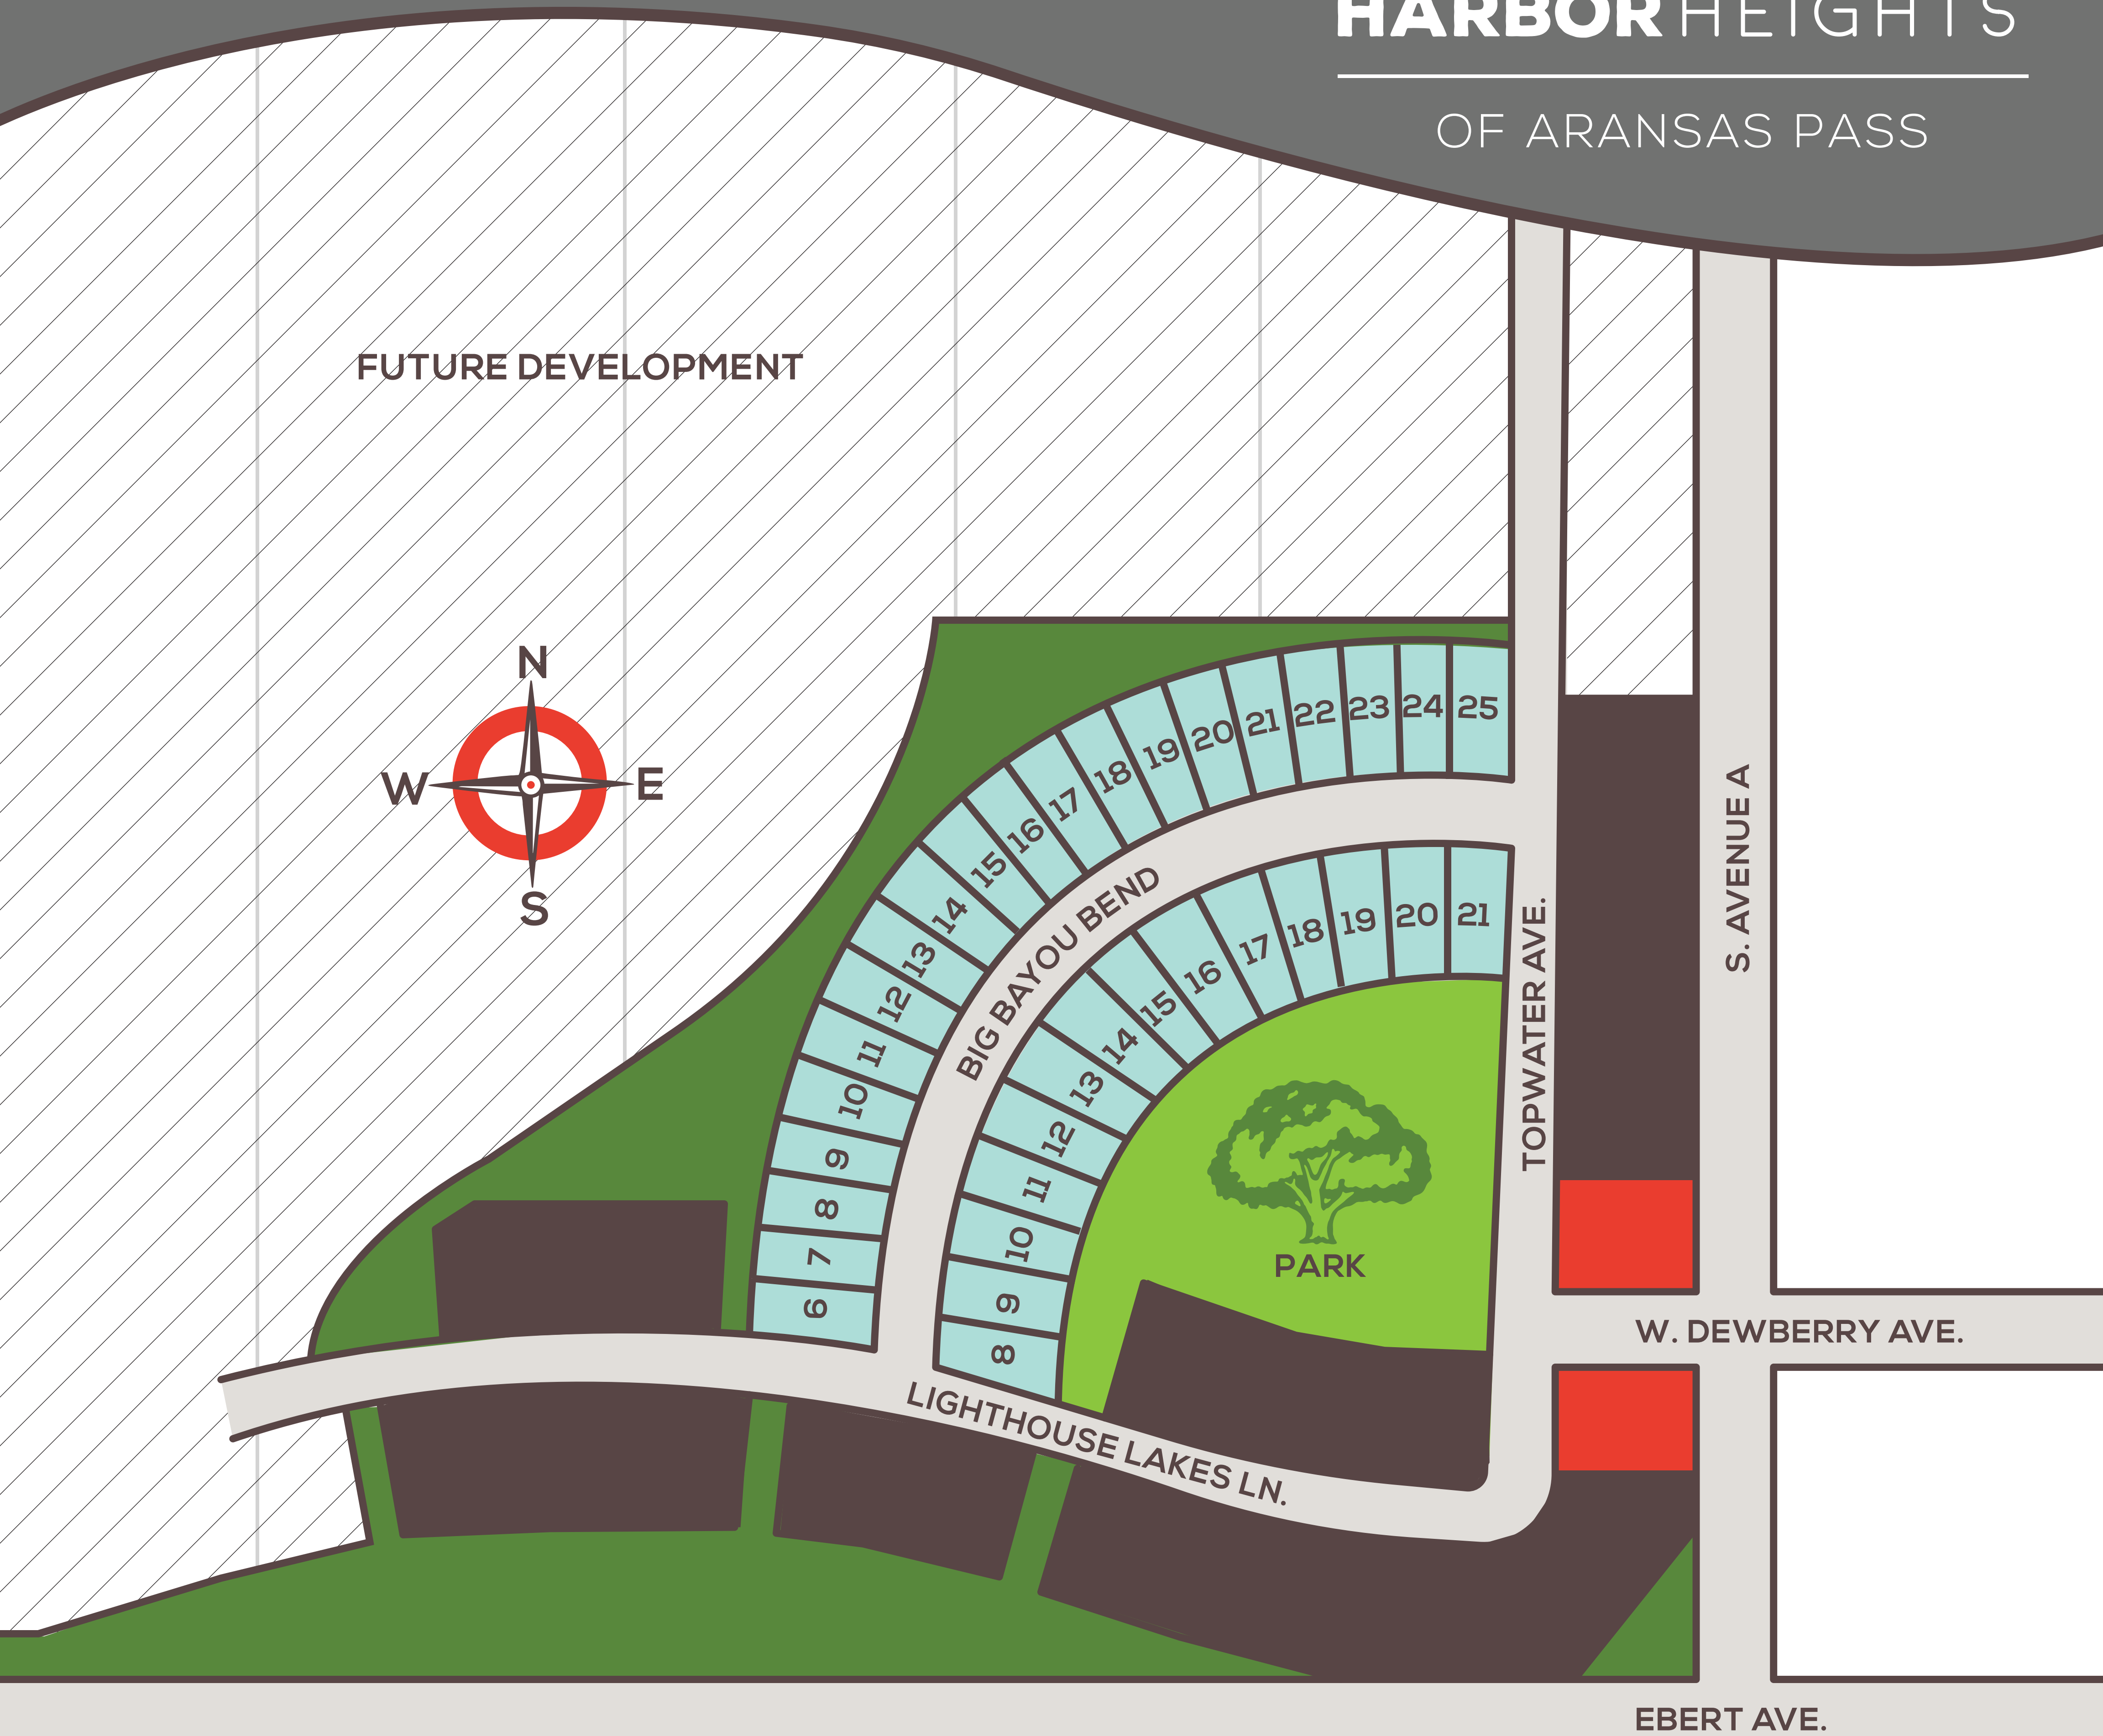 HARBOR HEIGHTS
OF ARANSAS PASS
FUTURE DEVELOPMENT
N
W
E
S
6
7
8
9
10
11
12
13
14
15
16
17
18
19
20
21
22
23
24
25
BIG BAYOU BEND
8
9
10
11
12
13
14
15
16
17
18
19
20
21
PARK
TOPWATER AVE.
S. AVENUE A
W. DEWBERRY AVE.
LIGHTHOUSE LAKES LN.
EBERT AVE.